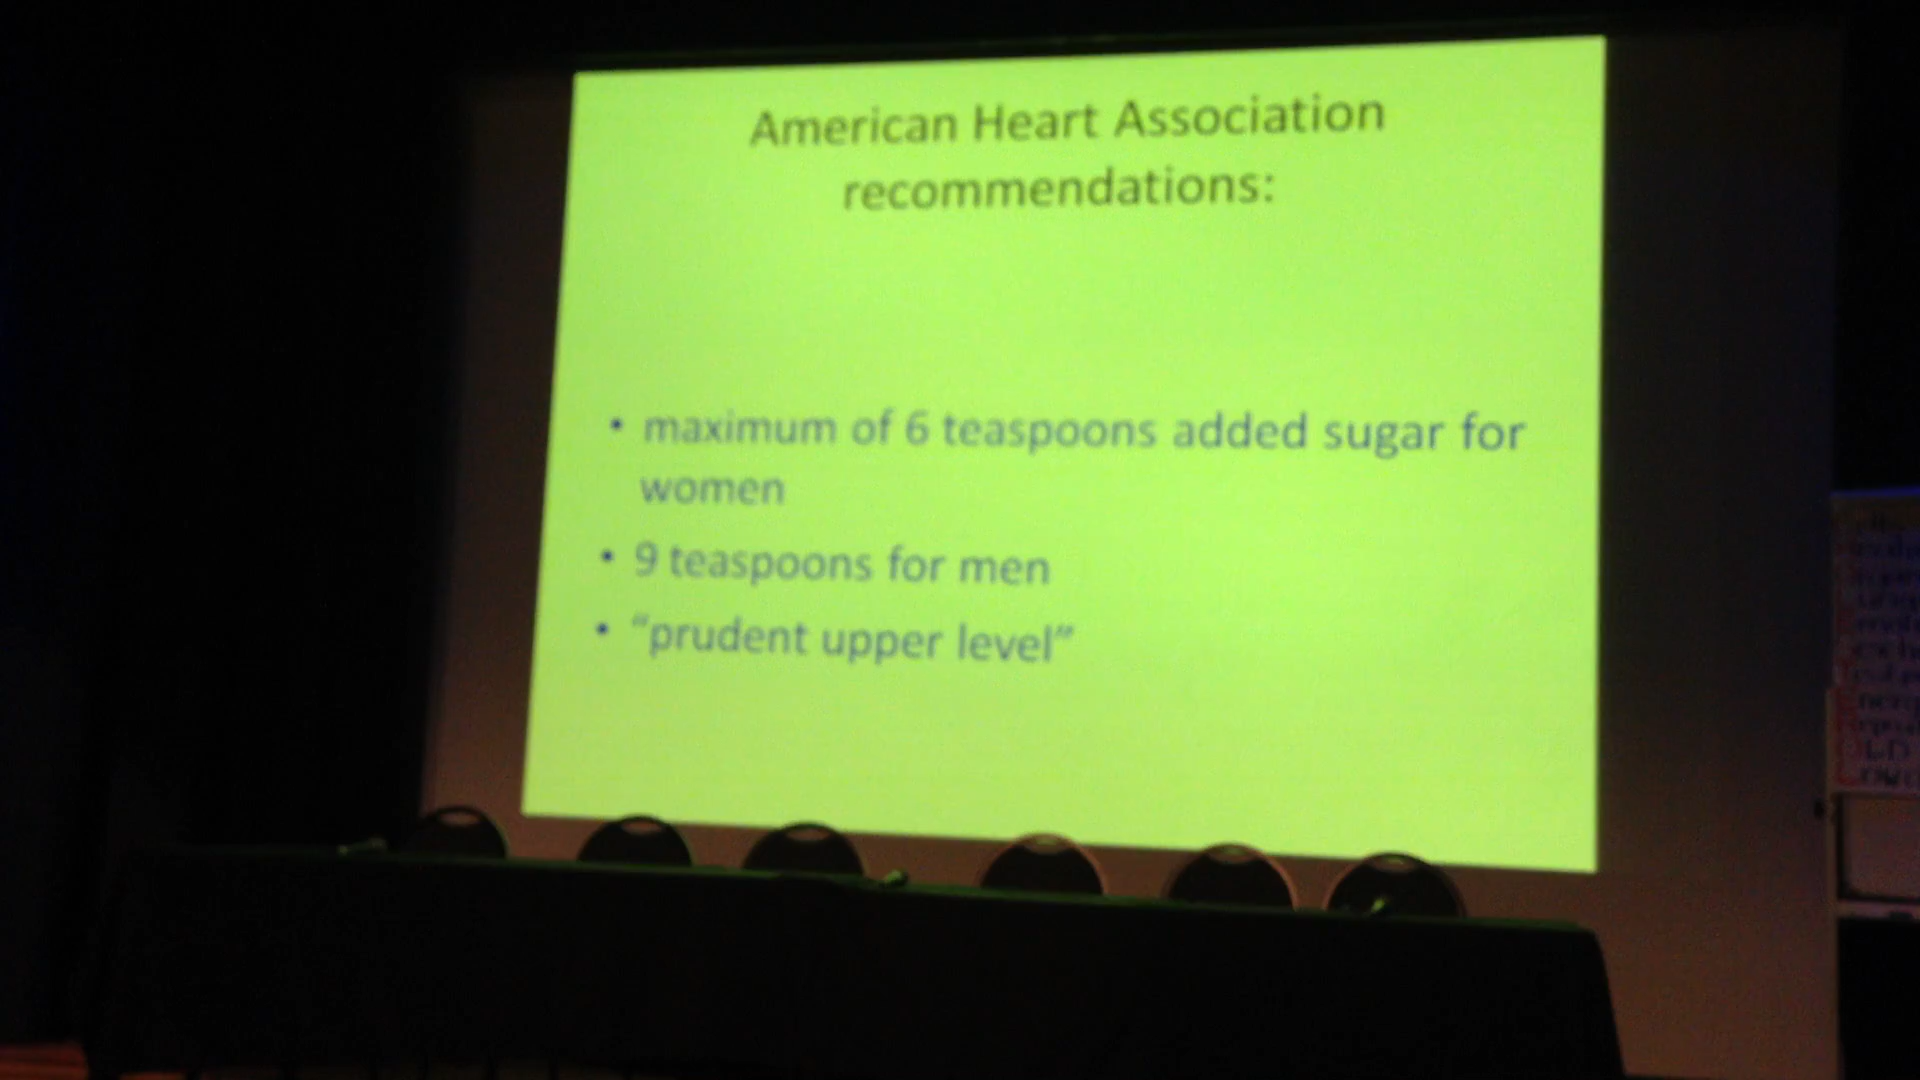 American Heart Association
recommendations:
• maximum of 6 teaspoons added sugar for
women
• 9 teaspoons for men
• “prudent upper level”